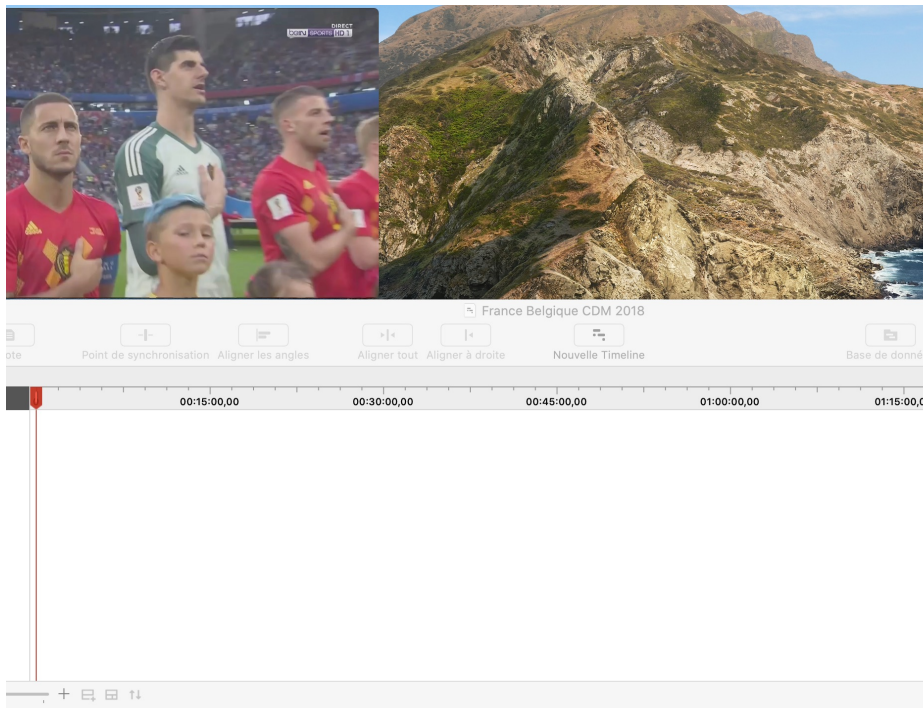 DIRECT
beIN SPORTS HD 1
France Belgique CDM 2018
ote
Point de synchronisation
Aligner les angles
Aligner tout
Aligner à droite
Nouvelle Timeline
Base de donné
00:15:00,00
00:30:00,00
00:45:00,00
01:00:00,00
01:15:00,0